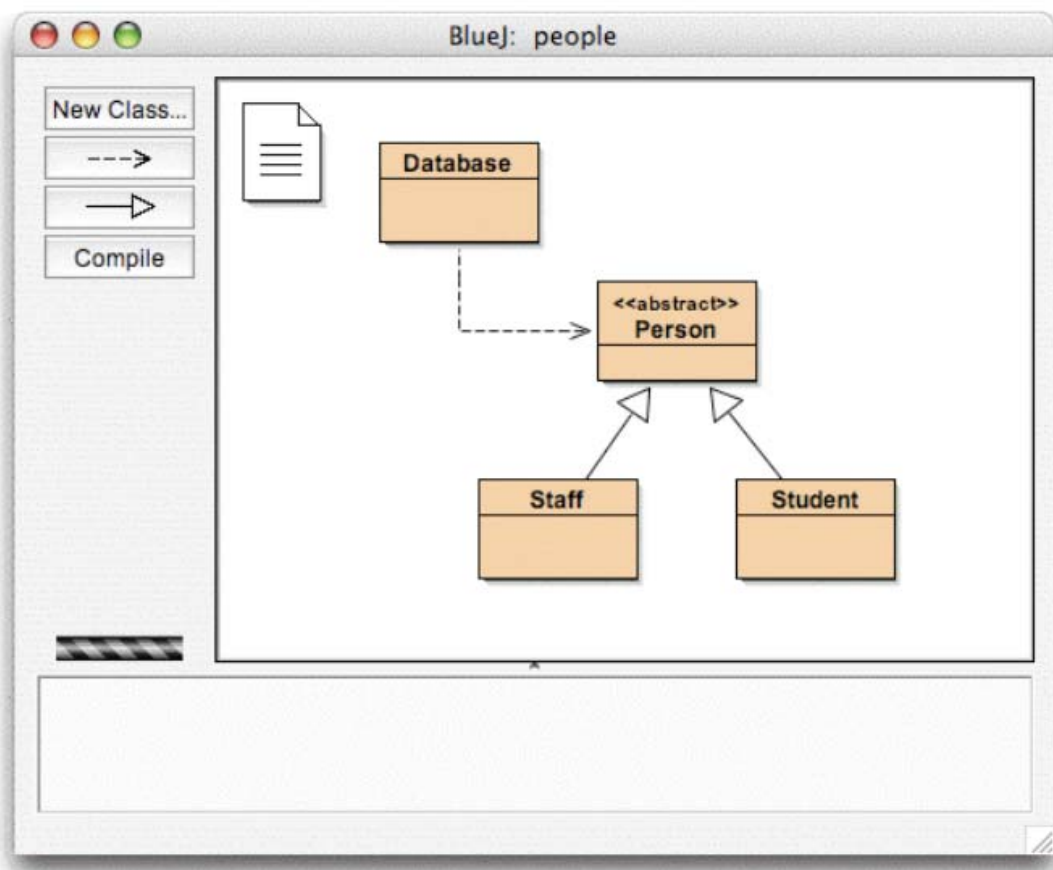 BlueJ: people
New Class...
Compile
Database
<<abstract>>
Person
Staff
Student